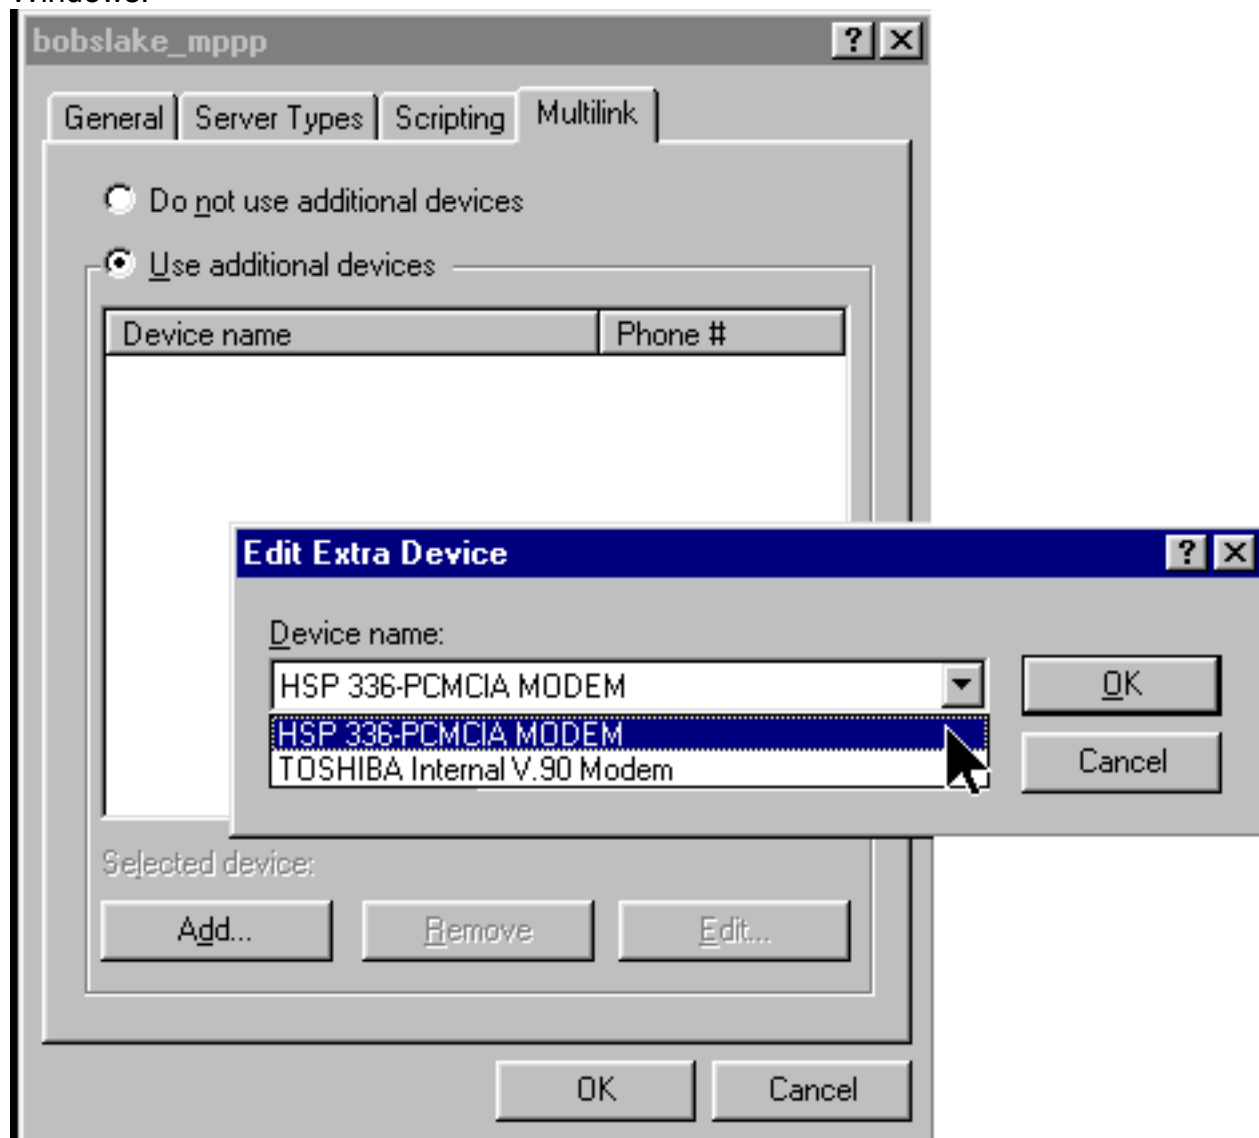 bobslake_mppp
General Server Types Scripting Multilink
Do not use additional devices
Use additional devices
Device name Phone #
Edit Extra Device
Device name:
HSP 336-PCMCIA MODEM
OK
HSP 336-PCMCIA MODEM
TOSHIBA Internal V.90 Modem
Cancel
Selected device:
Add... Remove Edit...
OK Cancel